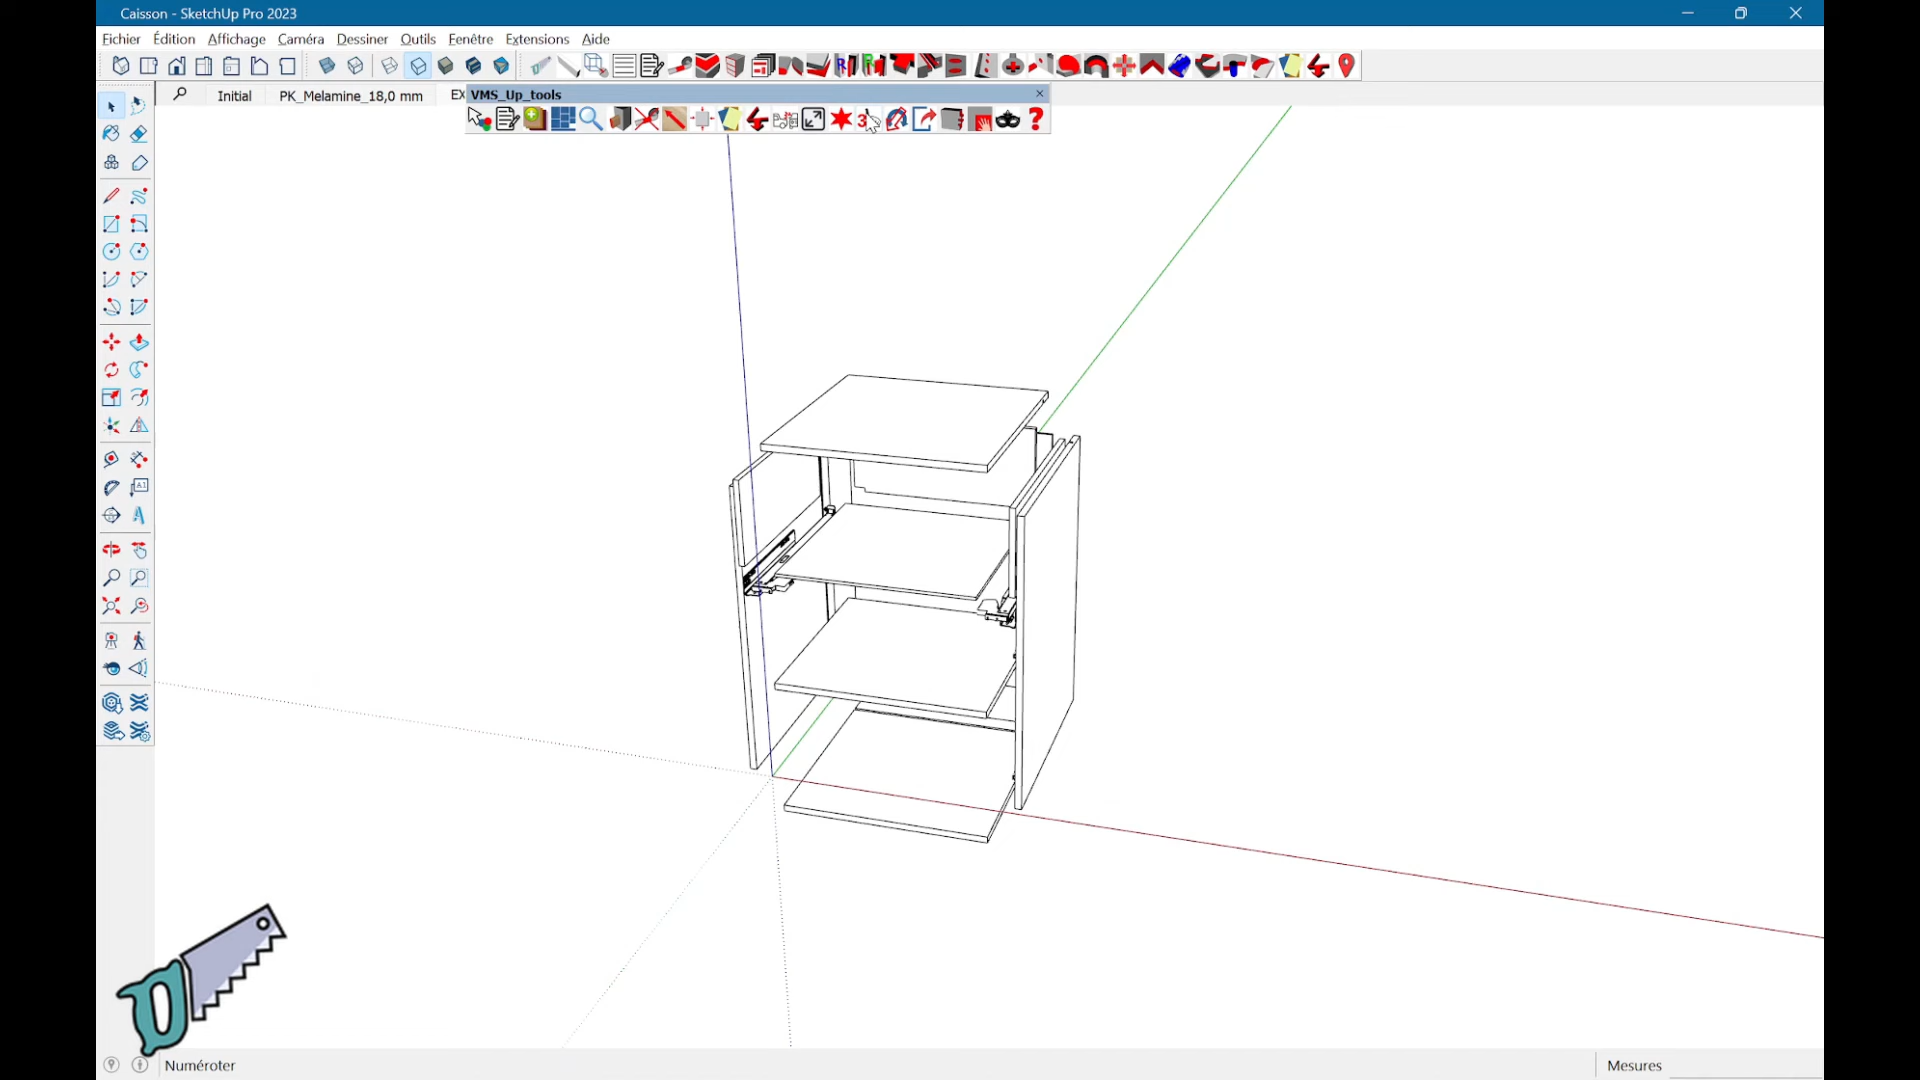 Caisson - SketchUp Pro 2023
Fichier Édition Affichage Caméra Dessiner Outils Fenêtre Extensions Aide
Initial PK_Melamine_18,0 mm EX
VMS_Up_tools
Numéroter
Mesures